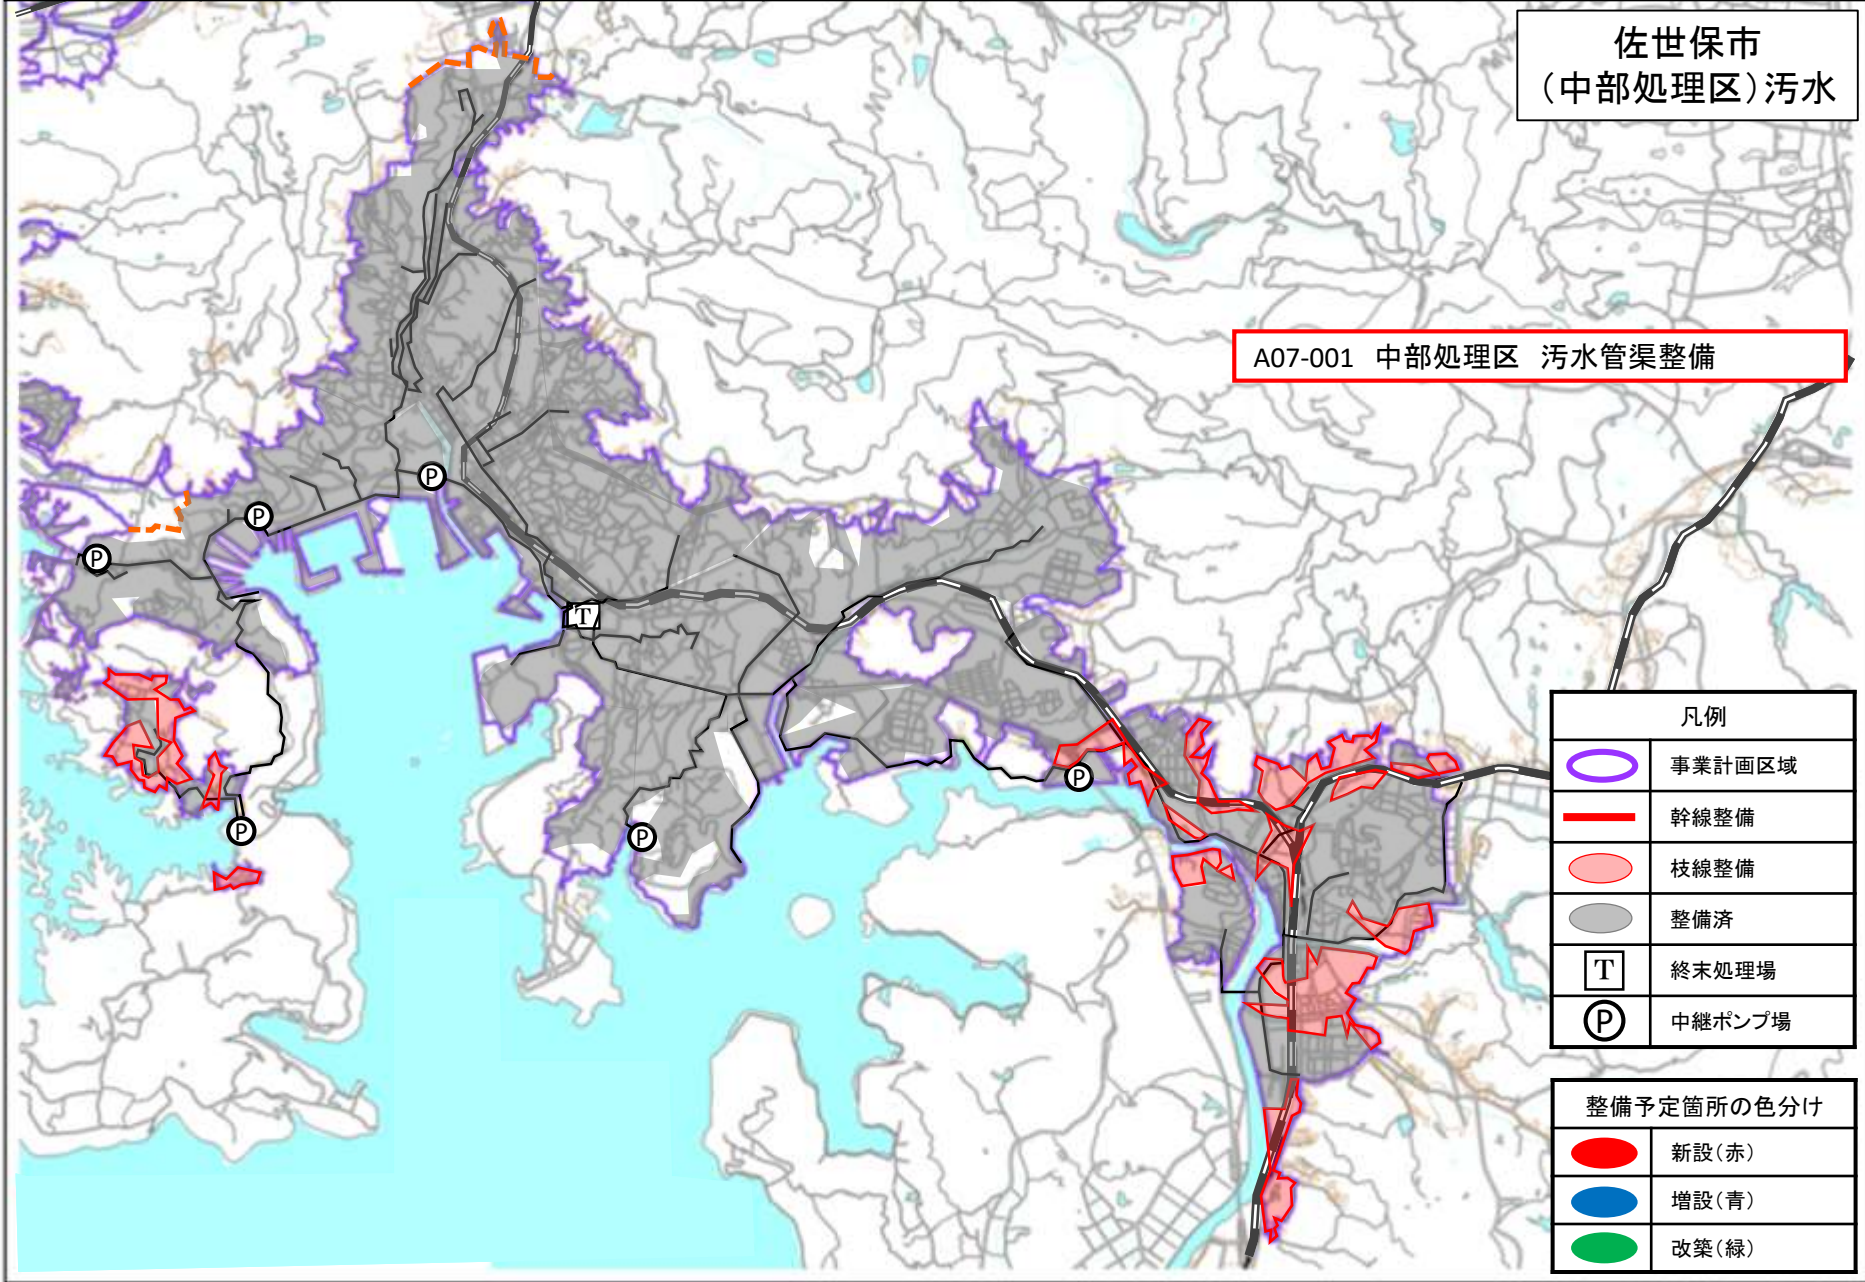 佐世保市
（中部処理区）汚水
A07-001 中部処理区 汚水管渠整備
P
P
P
T
P
P
P
凡例
事業計画区域
幹線整備
枝線整備
整備済
T 終末処理場
P 中継ポンプ場
整備予定箇所の色分け
新設（赤）
増設（青）
改築（緑）